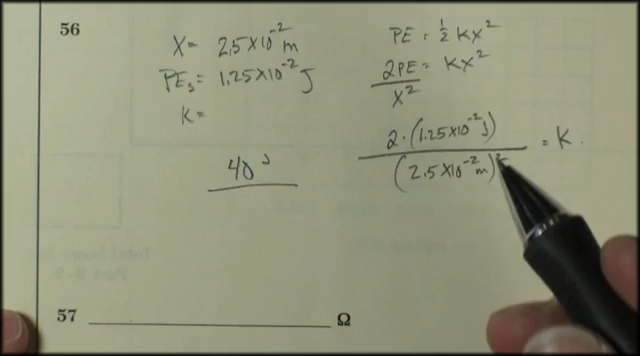 56
X = 2.5×10⁻² m
PEₛ = 1.25×10⁻² J
K =
PE = ½ KX²
2PE = KX²
X²
2·(1.25×10⁻² J) = K.
(2.5×10⁻² m)²
40 J
57 Ω